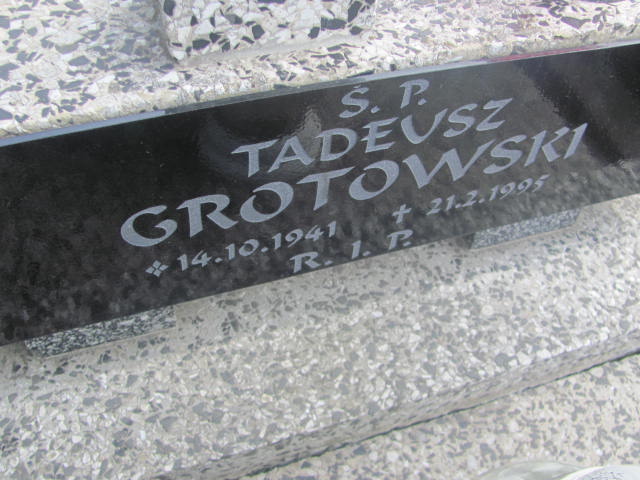 Ś. P.
TADEUSZ
GROTOWSKI
14.10.1941 21.2.1995
R. I. P.